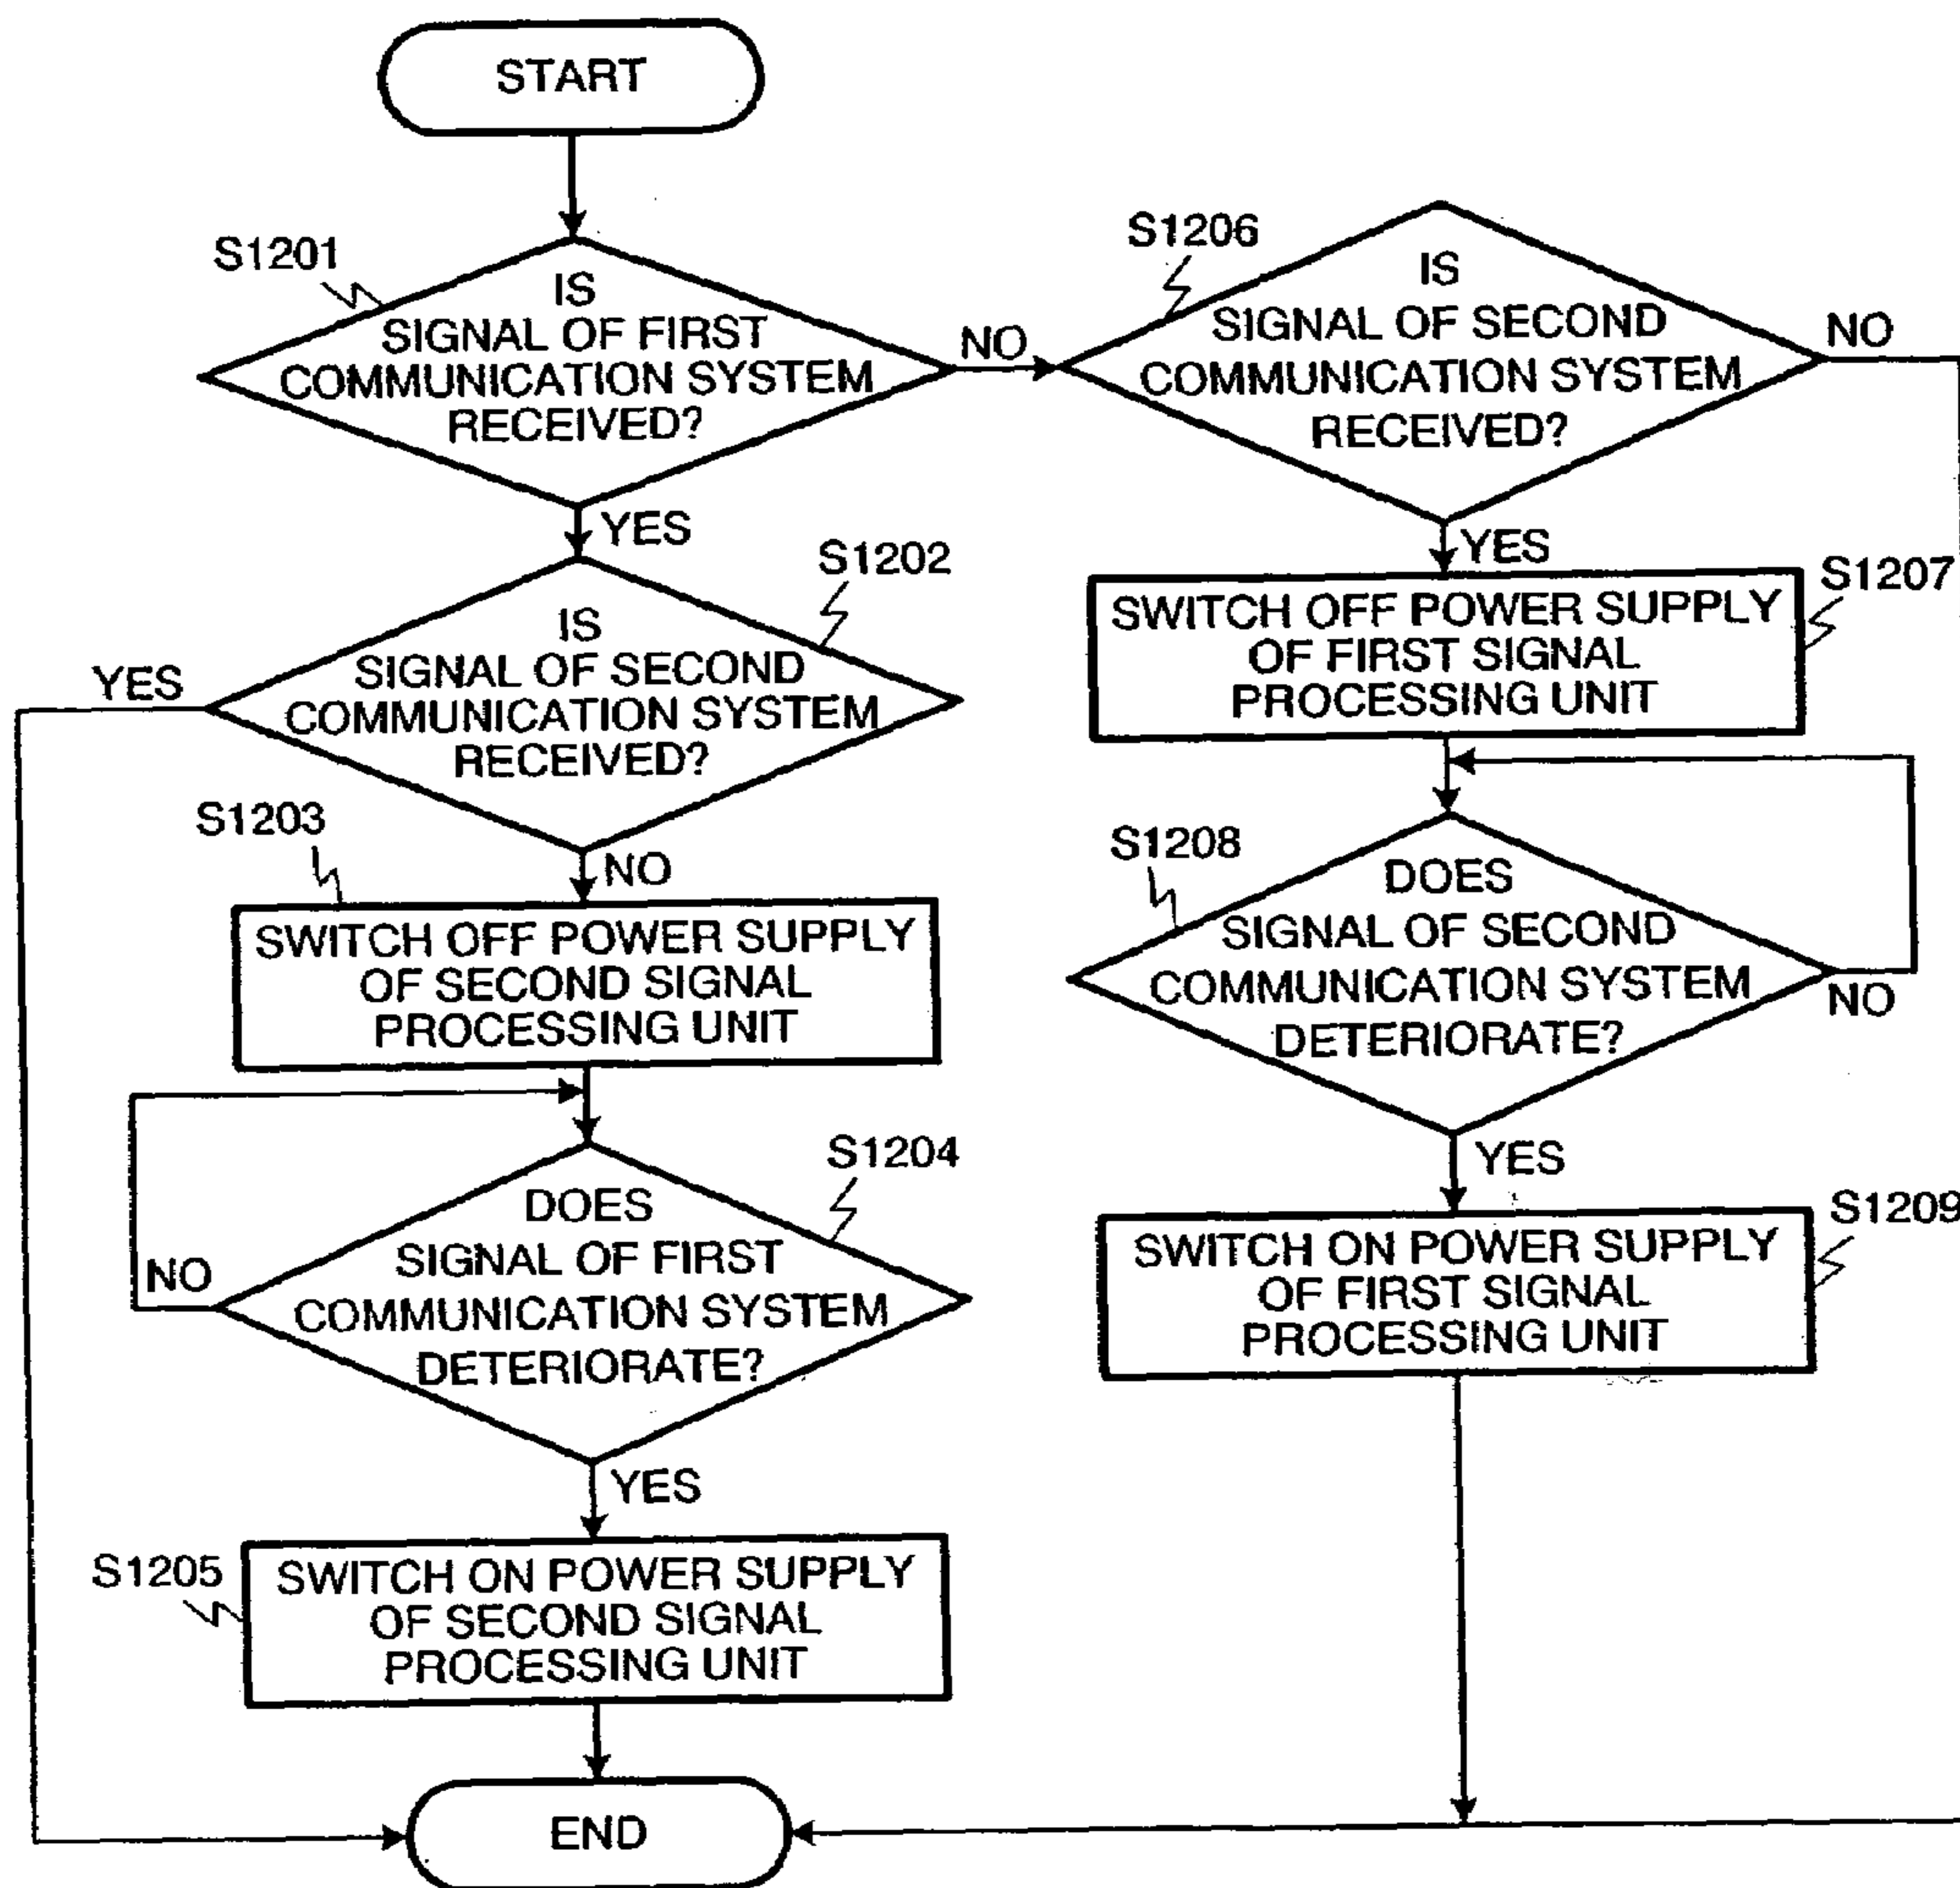 START
S1201
IS
SIGNAL OF FIRST
COMMUNICATION SYSTEM
RECEIVED?
NO
YES
S1202
IS
SIGNAL OF SECOND
COMMUNICATION SYSTEM
RECEIVED?
YES
NO
S1203
SWITCH OFF POWER SUPPLY
OF SECOND SIGNAL
PROCESSING UNIT
S1204
DOES
SIGNAL OF FIRST
COMMUNICATION SYSTEM
DETERIORATE?
NO
YES
S1205
SWITCH ON POWER SUPPLY
OF SECOND SIGNAL
PROCESSING UNIT
END
S1206
IS
SIGNAL OF SECOND
COMMUNICATION SYSTEM
RECEIVED?
NO
YES
S1207
SWITCH OFF POWER SUPPLY
OF FIRST SIGNAL
PROCESSING UNIT
S1208
DOES
SIGNAL OF SECOND
COMMUNICATION SYSTEM
DETERIORATE?
NO
YES
S1209
SWITCH ON POWER SUPPLY
OF FIRST SIGNAL
PROCESSING UNIT